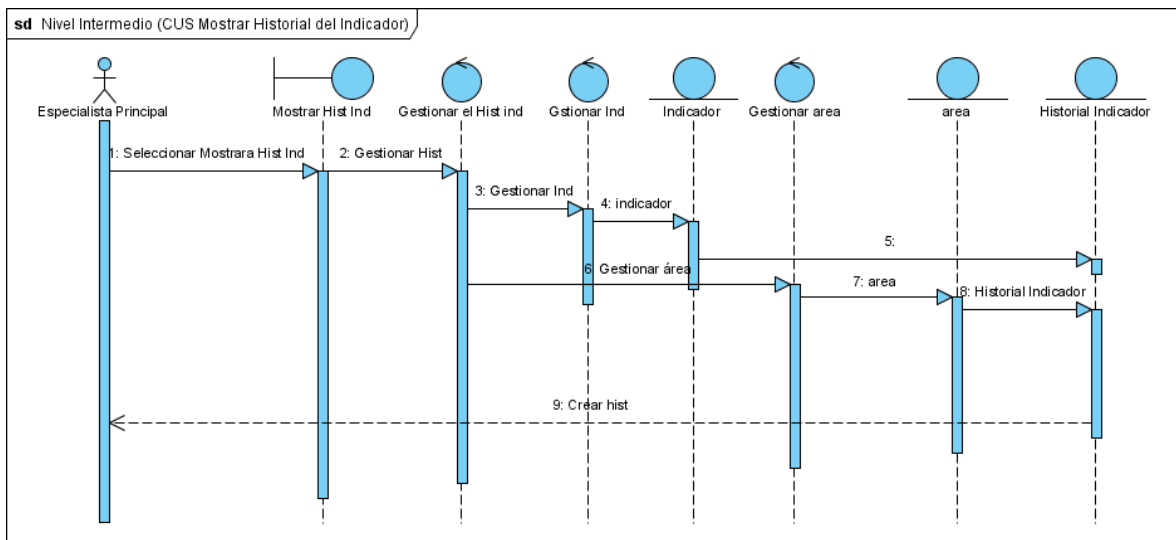 sd Nivel Intermedio (CUS Mostrar Historial del Indicador)
Especialista Principal
Mostrar Hist Ind
Gestionar el Hist ind
Gstionar Ind
Indicador
Gestionar area
area
Historial Indicador
1: Seleccionar Mostrara Hist Ind
2: Gestionar Hist
3: Gestionar Ind
4: indicador
5:
6: Gestionar área
7: area
8: Historial Indicador
9: Crear hist